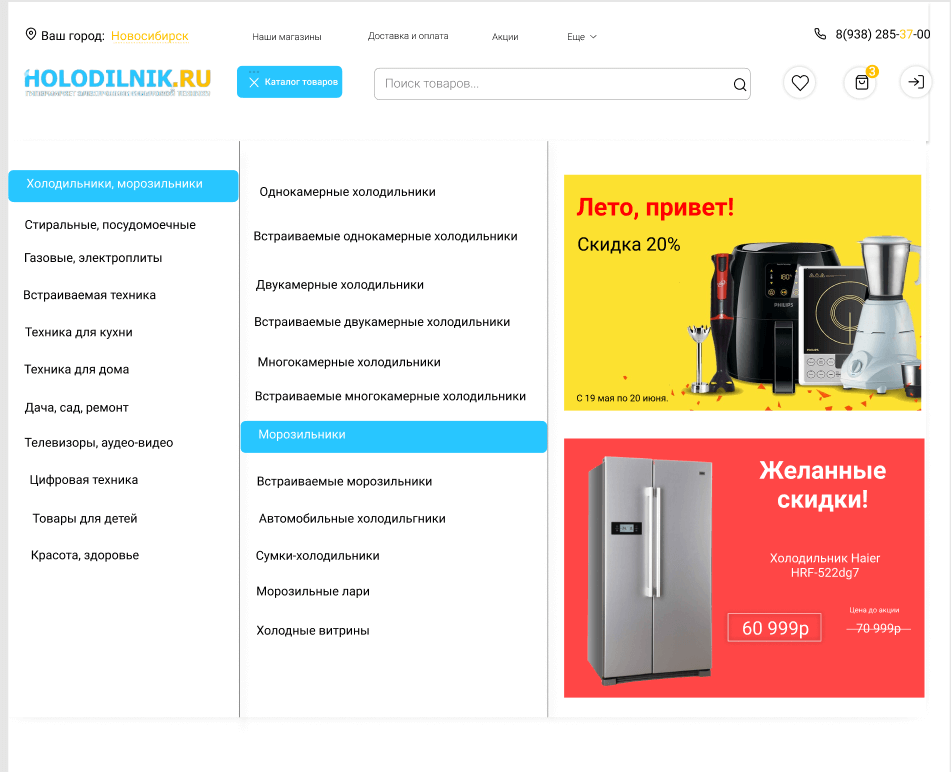 Ваш город: Новосибирск
Наши магазины
Доставка и оплата
Акции
Еще
8(938) 285-37-00
HOLODILNIK.RU
Каталог товаров
Поиск товаров...
3
Холодильники, морозильники
Стиральные, посудомоечные
Газовые, электроплиты
Встраиваемая техника
Техника для кухни
Техника для дома
Дача, сад, ремонт
Телевизоры, аудео-видео
Цифровая техника
Товары для детей
Красота, здоровье
Однокамерные холодильники
Встраиваемые однокамерные холодильники
Двукамерные холодильники
Встраиваемые двукамерные холодильники
Многокамерные холодильники
Встраиваемые многокамерные холодильники
Морозильники
Встраиваемые морозильники
Автомобильные холодильгники
Сумки-холодильники
Морозильные лари
Холодные витрины
Лето, привет!
Скидка 20%
180°
PHILIPS
С 19 мая по 20 июня.
Желанные
скидки!
Холодильник Haier
HRF-522dg7
Цена до акции
60 999р
70 999р